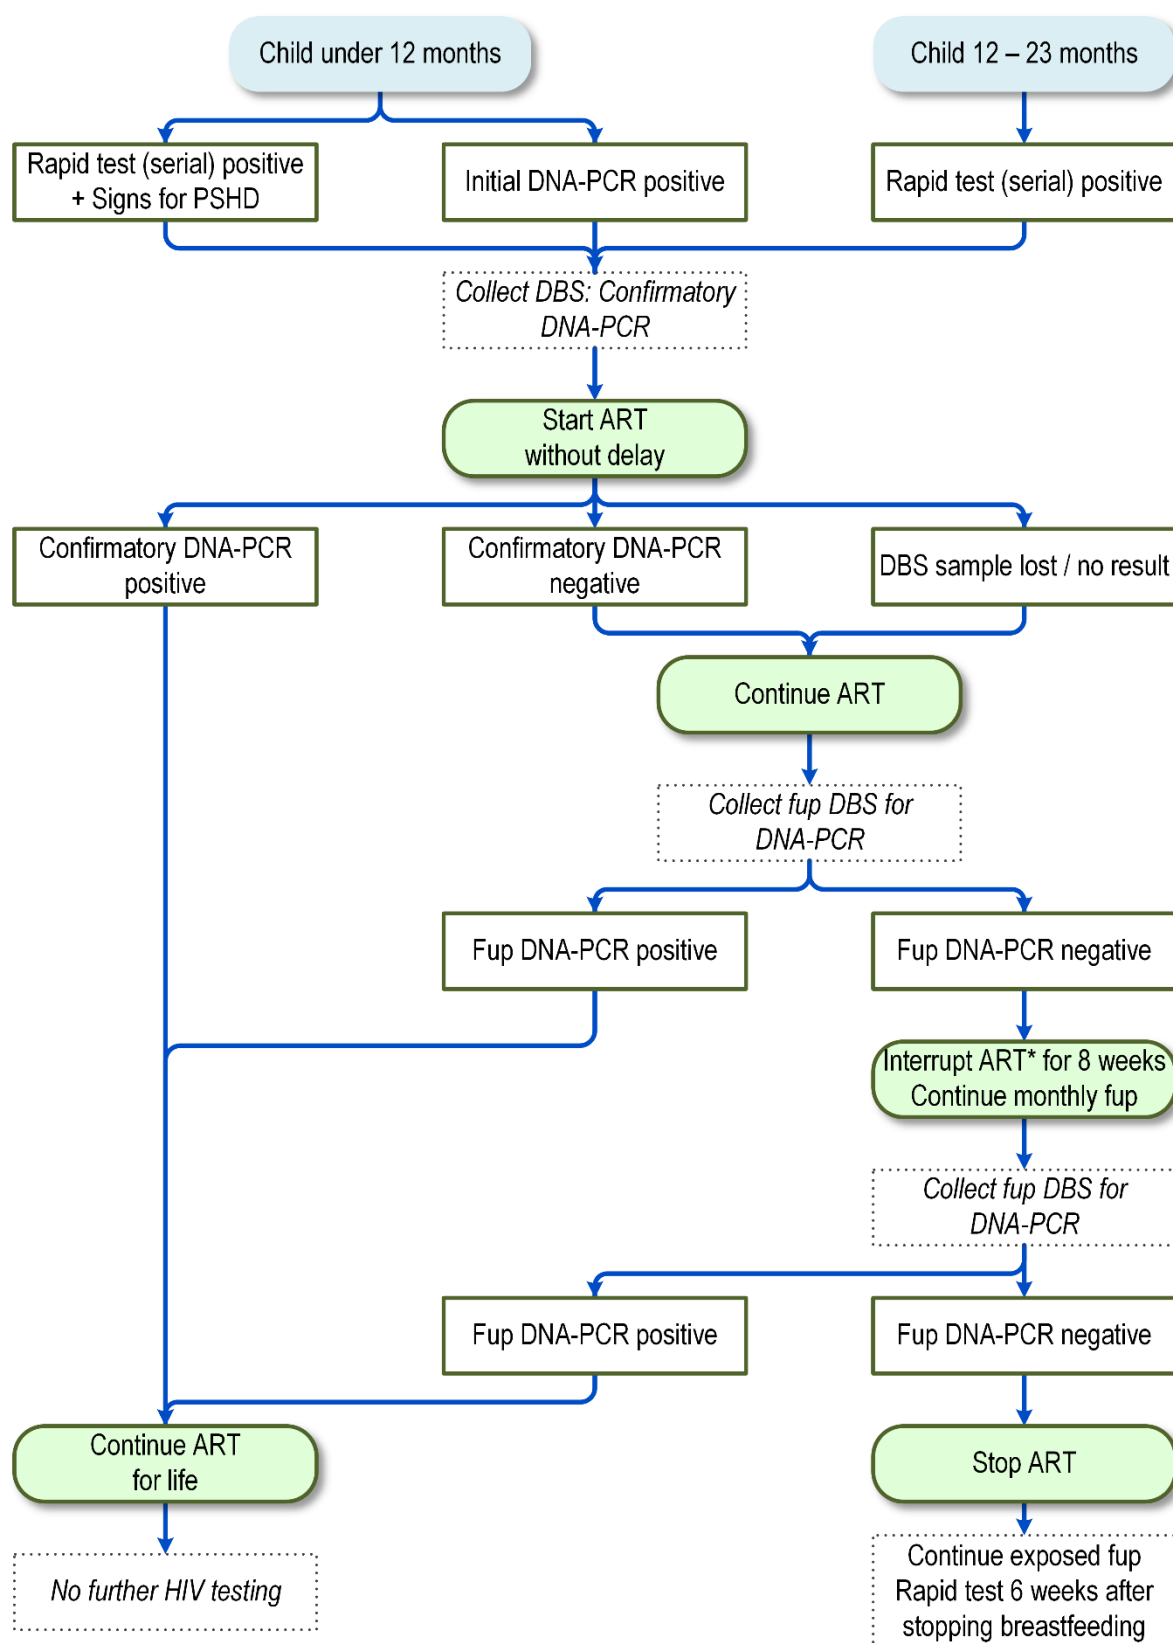 Child under 12 months
Child 12 – 23 months
Rapid test (serial) positive
+ Signs for PSHD
Initial DNA-PCR positive
Rapid test (serial) positive
Collect DBS: Confirmatory
DNA-PCR
Start ART
without delay
Confirmatory DNA-PCR
positive
Confirmatory DNA-PCR
negative
DBS sample lost / no result
Continue ART
Collect fup DBS for
DNA-PCR
Fup DNA-PCR positive
Fup DNA-PCR negative
Interrupt ART* for 8 weeks
Continue monthly fup
Collect fup DBS for
DNA-PCR
Fup DNA-PCR positive
Fup DNA-PCR negative
Continue ART
for life
Stop ART
No further HIV testing
Continue exposed fup
Rapid test 6 weeks after
stopping breastfeeding